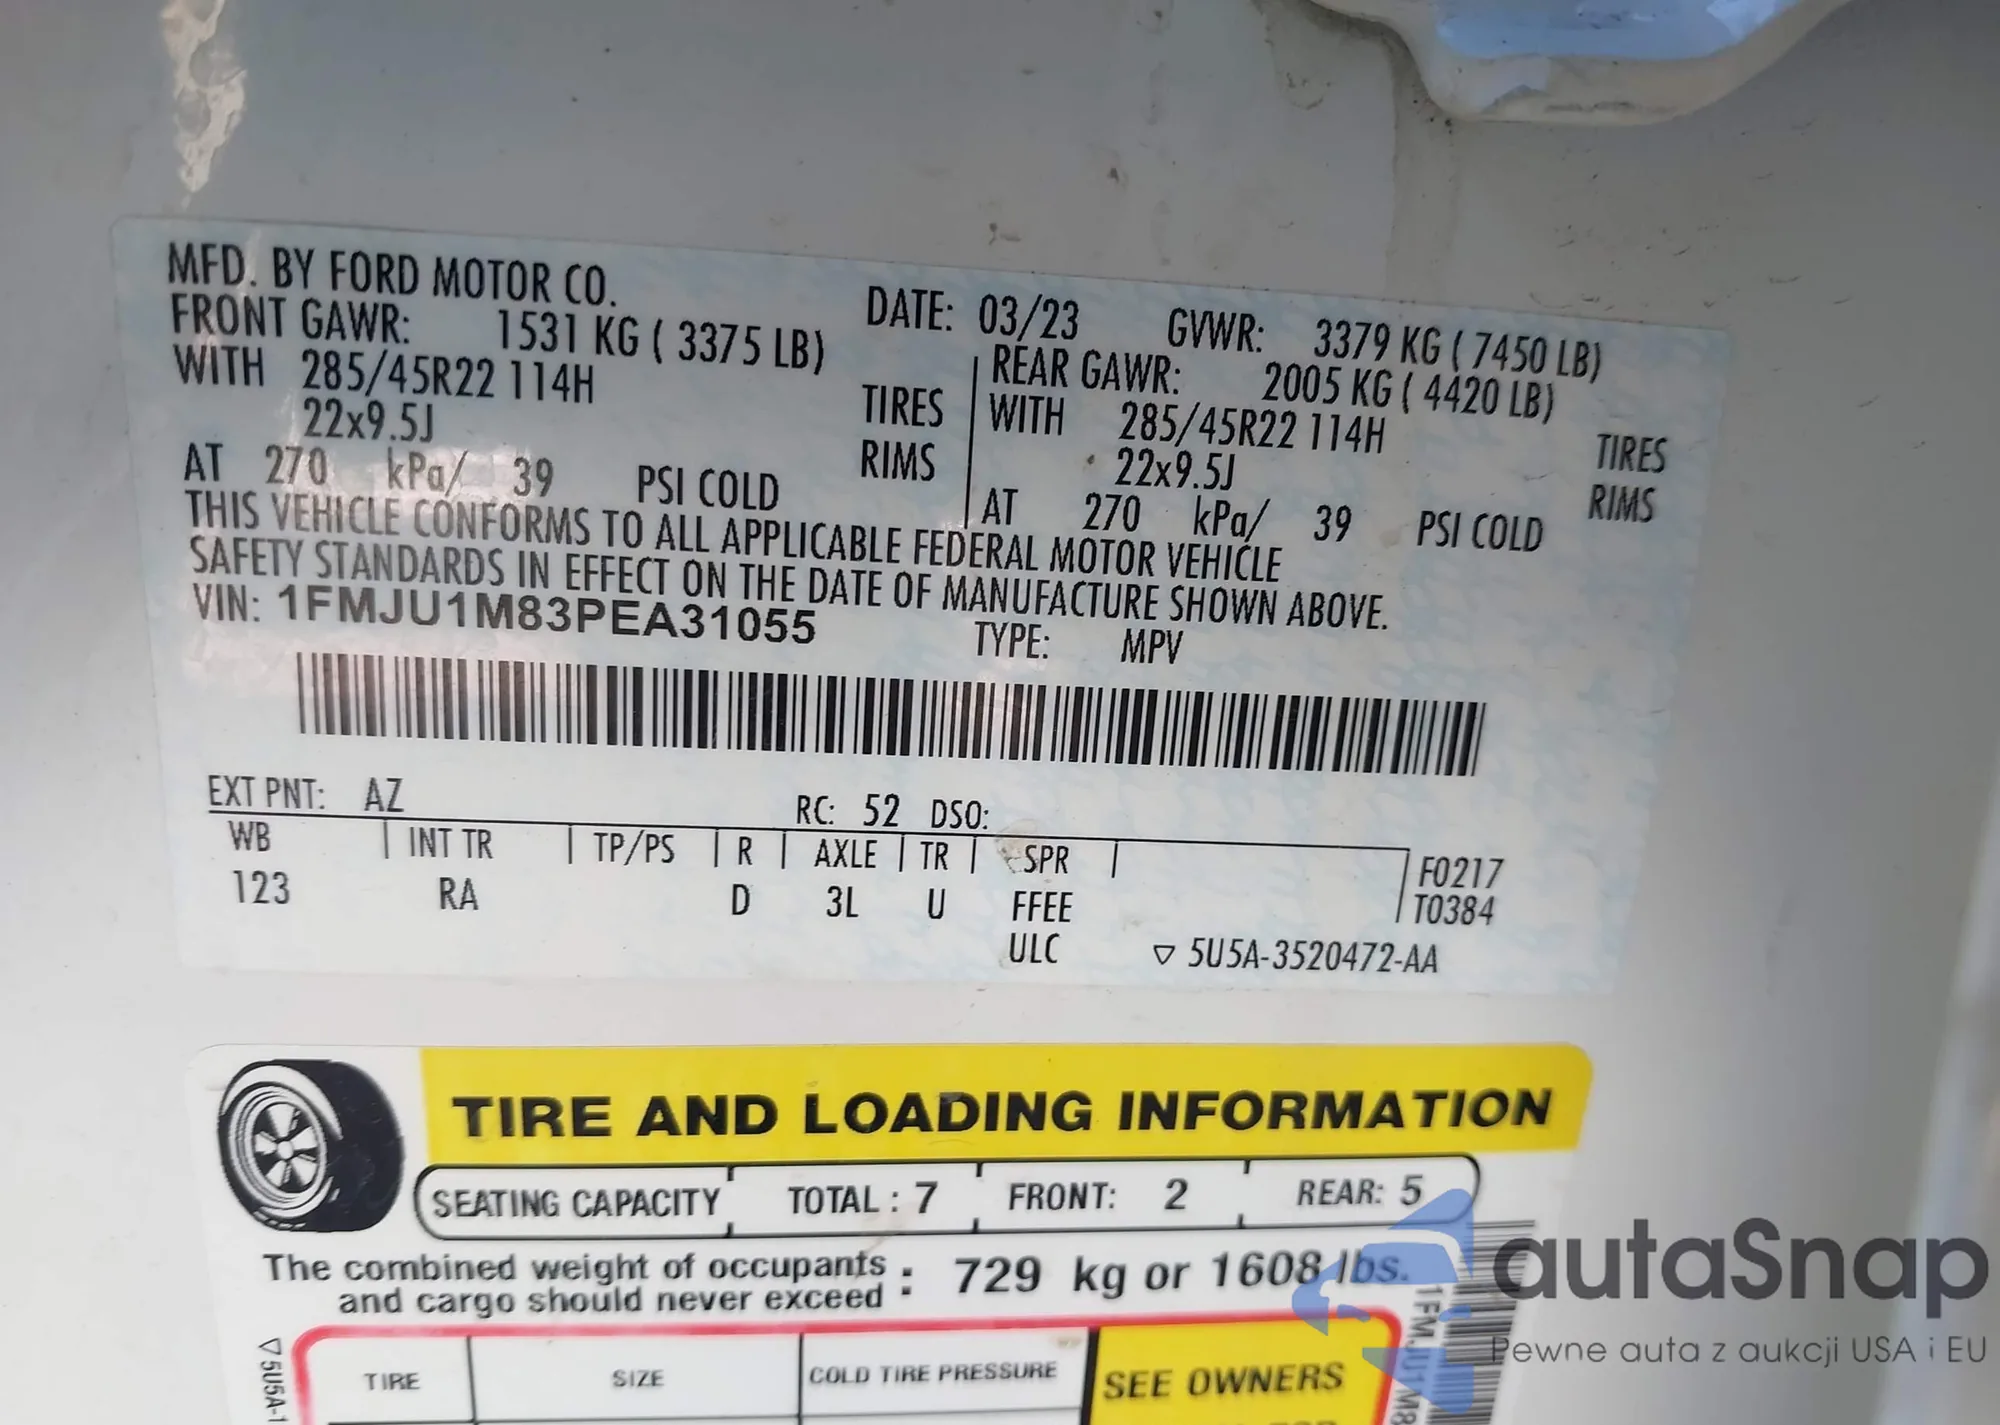 MFD. BY FORD MOTOR CO. DATE: 03/23 GVWR: 3379 KG ( 7450 LB)
FRONT GAWR: 1531 KG ( 3375 LB) REAR GAWR: 2005 KG ( 4420 LB)
WITH 285/45R22 114H TIRES WITH 285/45R22 114H TIRES
22x9.5J RIMS 22x9.5J RIMS
AT 270 kPa/ 39 PSI COLD AT 270 kPa/ 39 PSI COLD
THIS VEHICLE CONFORMS TO ALL APPLICABLE FEDERAL MOTOR VEHICLE
SAFETY STANDARDS IN EFFECT ON THE DATE OF MANUFACTURE SHOWN ABOVE.
VIN: 1FMJU1M83PEA31055 TYPE: MPV
EXT PNT: AZ RC: 52 DSO:
WB INT TR TP/PS R AXLE TR SPR F0217
123 RA D 3L U FFEE T0384
ULC ▽ 5U5A-3520472-AA
TIRE AND LOADING INFORMATION
SEATING CAPACITY TOTAL : 7 FRONT: 2 REAR: 5
The combined weight of occupants
and cargo should never exceed : 729 kg or 1608 lbs.
TIRE SIZE COLD TIRE PRESSURE SEE OWNERS
▽5U5A-1
1FMJU1M8
autaSnap
Pewne auta z aukcji USA i EU